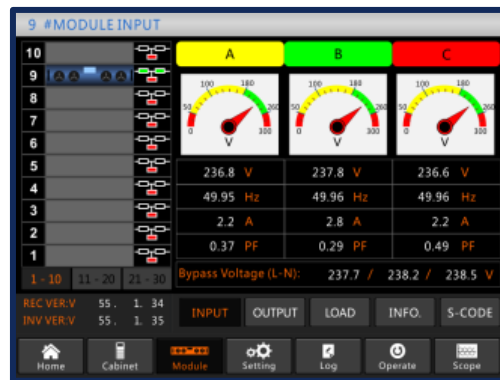 9 #MODULE INPUT
10
9
8
7
6
5
4
3
2
1
A B C
0 50 100 180 260 300 V
0 50 100 180 260 300 V
0 50 100 180 260 300 V
236.8 V 237.8 V 236.6 V
49.95 Hz 49.96 Hz 49.96 Hz
2.2 A 2.8 A 2.2 A
0.37 PF 0.29 PF 0.49 PF
1 - 10 11 - 20 21 - 30
Bypass Voltage (L-N): 237.7 / 238.2 / 238.5 V
REC VER:V 55. 1. 34
INV VER:V 55. 1. 35
INPUT OUTPUT LOAD INFO. S-CODE
Home Cabinet Module Setting Log Operate Scope